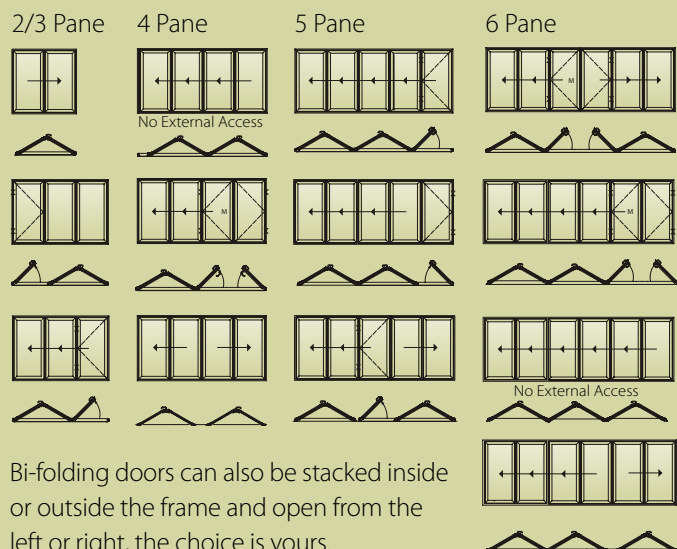 2/3 Pane
4 Pane
5 Pane
6 Pane
No External Access
M
M
M
No External Access
Bi-folding doors can also be stacked inside
or outside the frame and open from the
left or right, the choice is yours